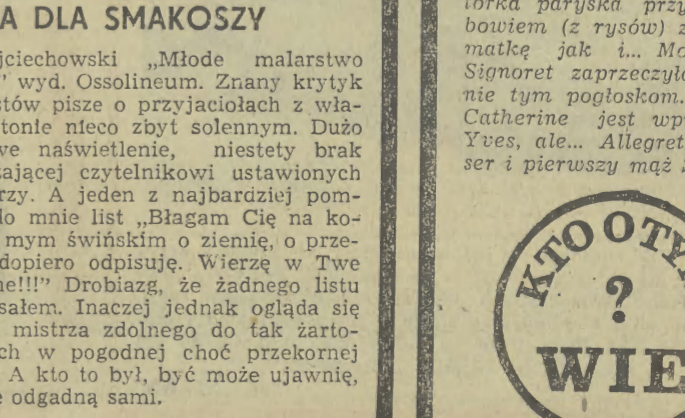 A DLA SMAKOSZY
jciechowski „Młode malarstwo
” wyd. Ossolineum. Znany krytyk
stów pisze o przyjaciołach z wła-
tonie nieco zbyt solennym. Dużo
we naświetlenie, niestety brak
zającej czytelnikowi ustawionych
rzy. A jeden z najbardziej pom-
do mnie list „Błagam Cię na ko-
mym świńskim o ziemię, o prze-
dopiero odpisuję. Wierzę w Twe
ne!!!” Drobiazg, że żadnego listu
sałem. Inaczej jednak ogląda się
mistrza zdolnego do tak żarto-
ch w pogodnej choć przekornej
A kto to był, być może ujawnię,
e odgadną sami.
torka paryska przy
bowiem (z rysów) z
matkę jak i... Mo
Signoret zaprzeczyło
nie tym pogłoskom.
Catherine jest wpr
Yves, ale... Allegret
ser i pierwszy mąż
KTO O TY
?
WIE